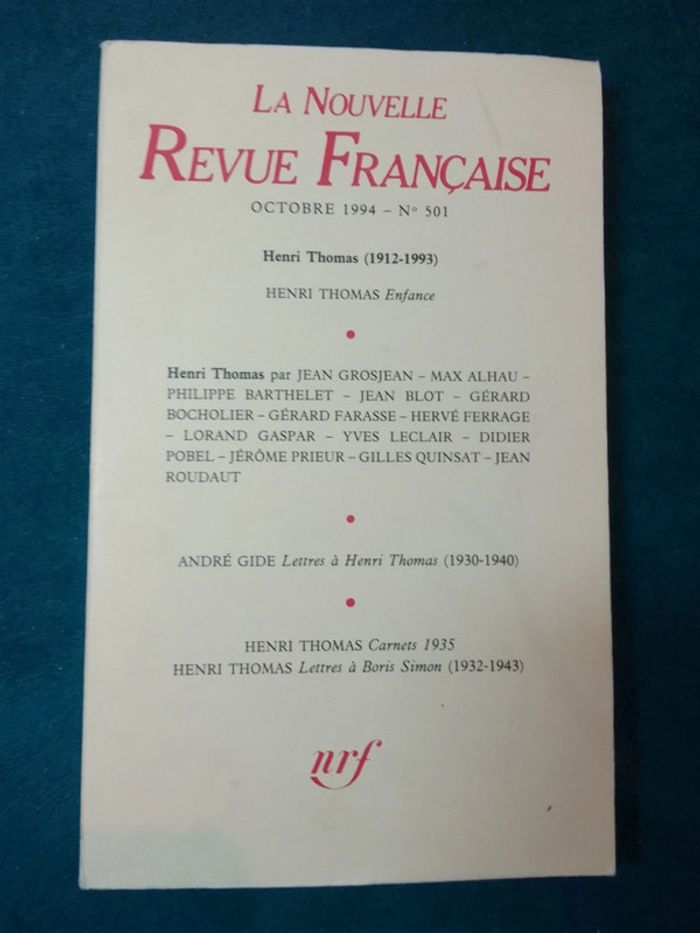 LA NOUVELLE
REVUE FRANÇAISE
OCTOBRE 1994 – Nº 501
Henri Thomas (1912-1993)
HENRI THOMAS Enfance
Henri Thomas par JEAN GROSJEAN – MAX ALHAU –
PHILIPPE BARTHELET – JEAN BLOT – GÉRARD
BOCHOLIER – GÉRARD FARASSE – HERVÉ FERRAGE
– LORAND GASPAR – YVES LECLAIR – DIDIER
POBEL – JÉRÔME PRIEUR – GILLES QUINSAT – JEAN
ROUDAUT
ANDRÉ GIDE Lettres à Henri Thomas (1930-1940)
HENRI THOMAS Carnets 1935
HENRI THOMAS Lettres à Boris Simon (1932-1943)
nrf